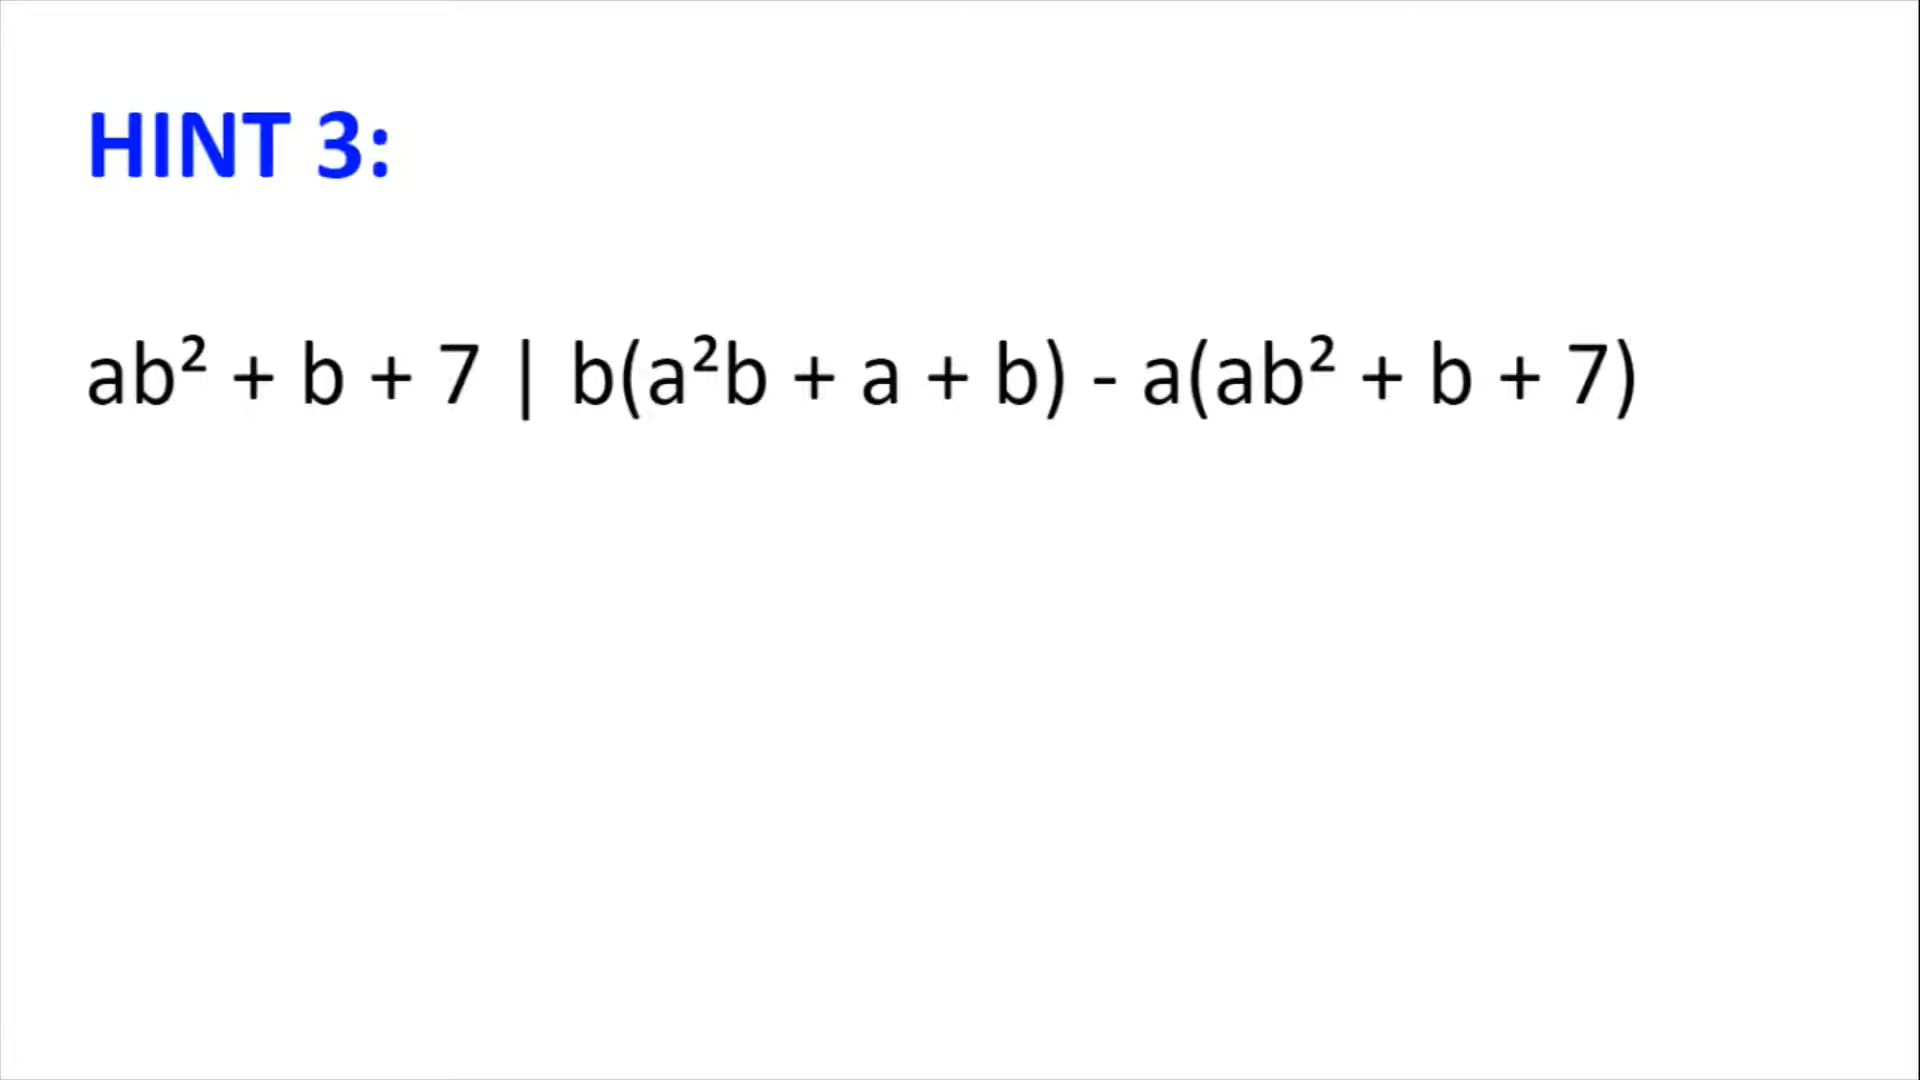 HINT 3:
ab² + b + 7 | b(a²b + a + b) - a(ab² + b + 7)